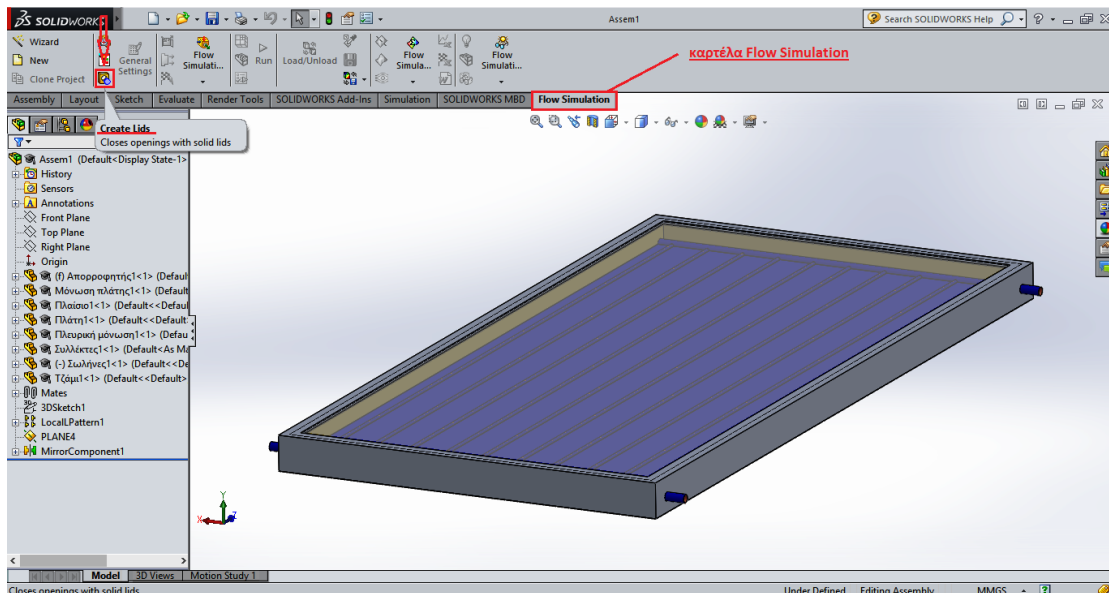 SOLIDWORKS
Assem1
Search SOLIDWORKS Help
Wizard
New
Clone Project
General Settings
Flow Simulati...
Run
Load/Unload
Flow Simula...
Flow Simulati...
καρτέλα Flow Simulation
Assembly Layout Sketch Evaluate Render Tools SOLIDWORKS Add-Ins Simulation SOLIDWORKS MBD Flow Simulation
Create Lids
Closes openings with solid lids
Assem1 (Default<Display State-1>
History
Sensors
Annotations
Front Plane
Top Plane
Right Plane
Origin
(f) Απορροφητής1<1> (Defaul
Μόνωση πλάτης1<1> (Default
Πλαίσιο1<1> (Default<<Defaul
Πλάτη1<1> (Default<<Default
Πλευρική μόνωση1<1> (Defau
Συλλέκτες1<1> (Default<As Ma
(-) Σωλήνες1<1> (Default<<De
Τζάμι1<1> (Default<<Default>
Mates
3DSketch1
LocalLPattern1
PLANE4
MirrorComponent1
Y
X
Z
Model 3D Views Motion Study 1
Closes openings with solid lids
Under Defined Editing Assembly MMGS